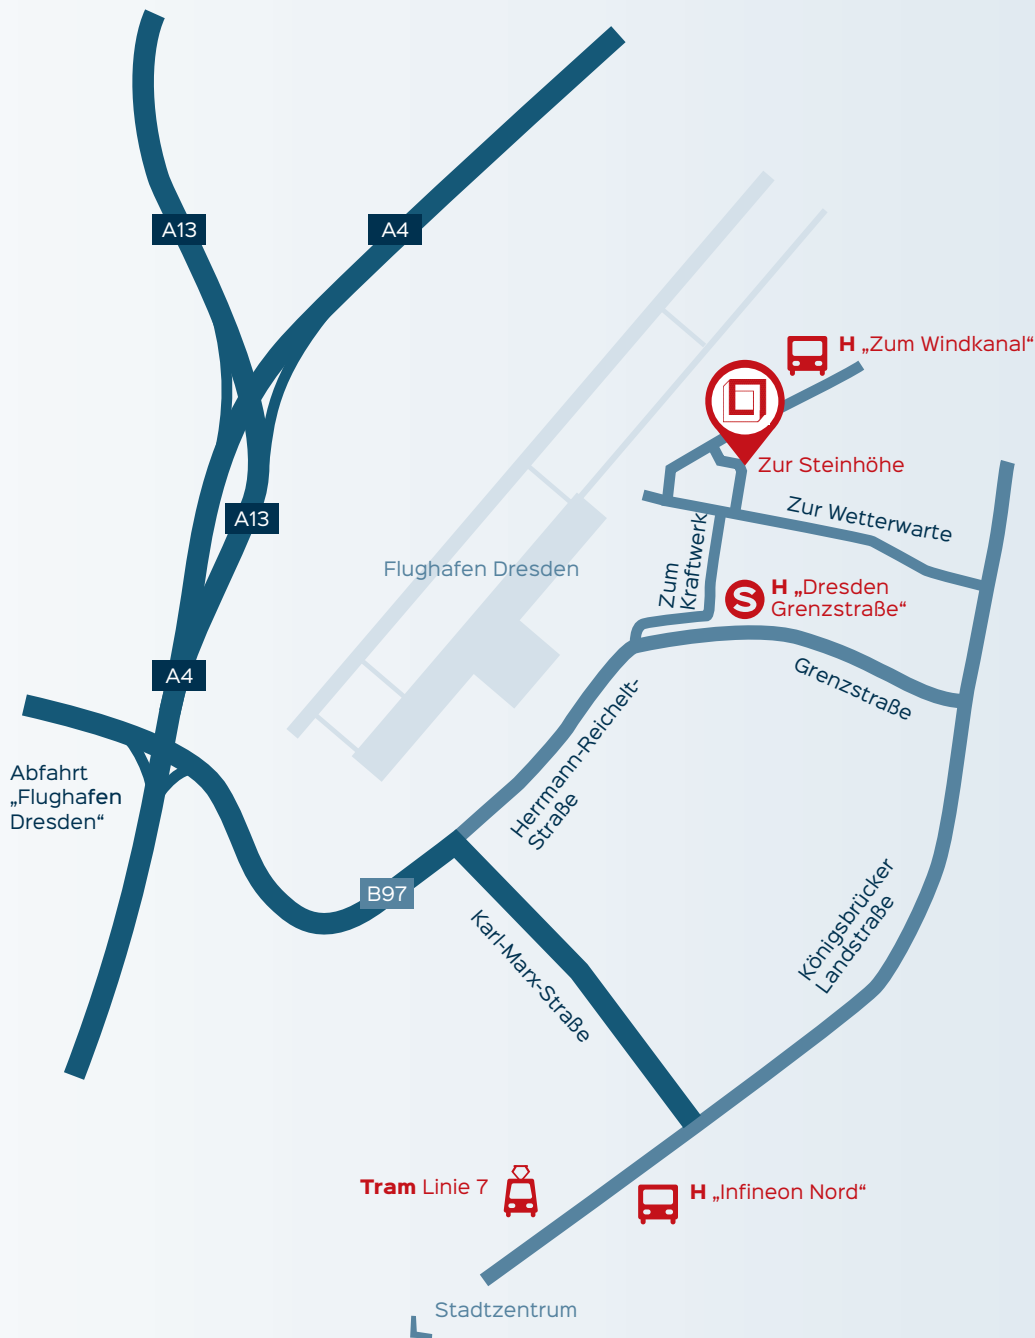 A13
A4
H „Zum Windkanal“
Zur Steinhöhe
Zur Wetterwarte
A13
Zum
Kraftwerk
Flughafen Dresden
S
H „Dresden
Grenzstraße“
A4
Grenzstraße
Herrmann-Reichelt-
Straße
Abfahrt
„Flughafen
Dresden“
B97
Karl-Marx-Straße
Königsbrücker
Landstraße
Tram Linie 7
H „Infineon Nord“
Stadtzentrum